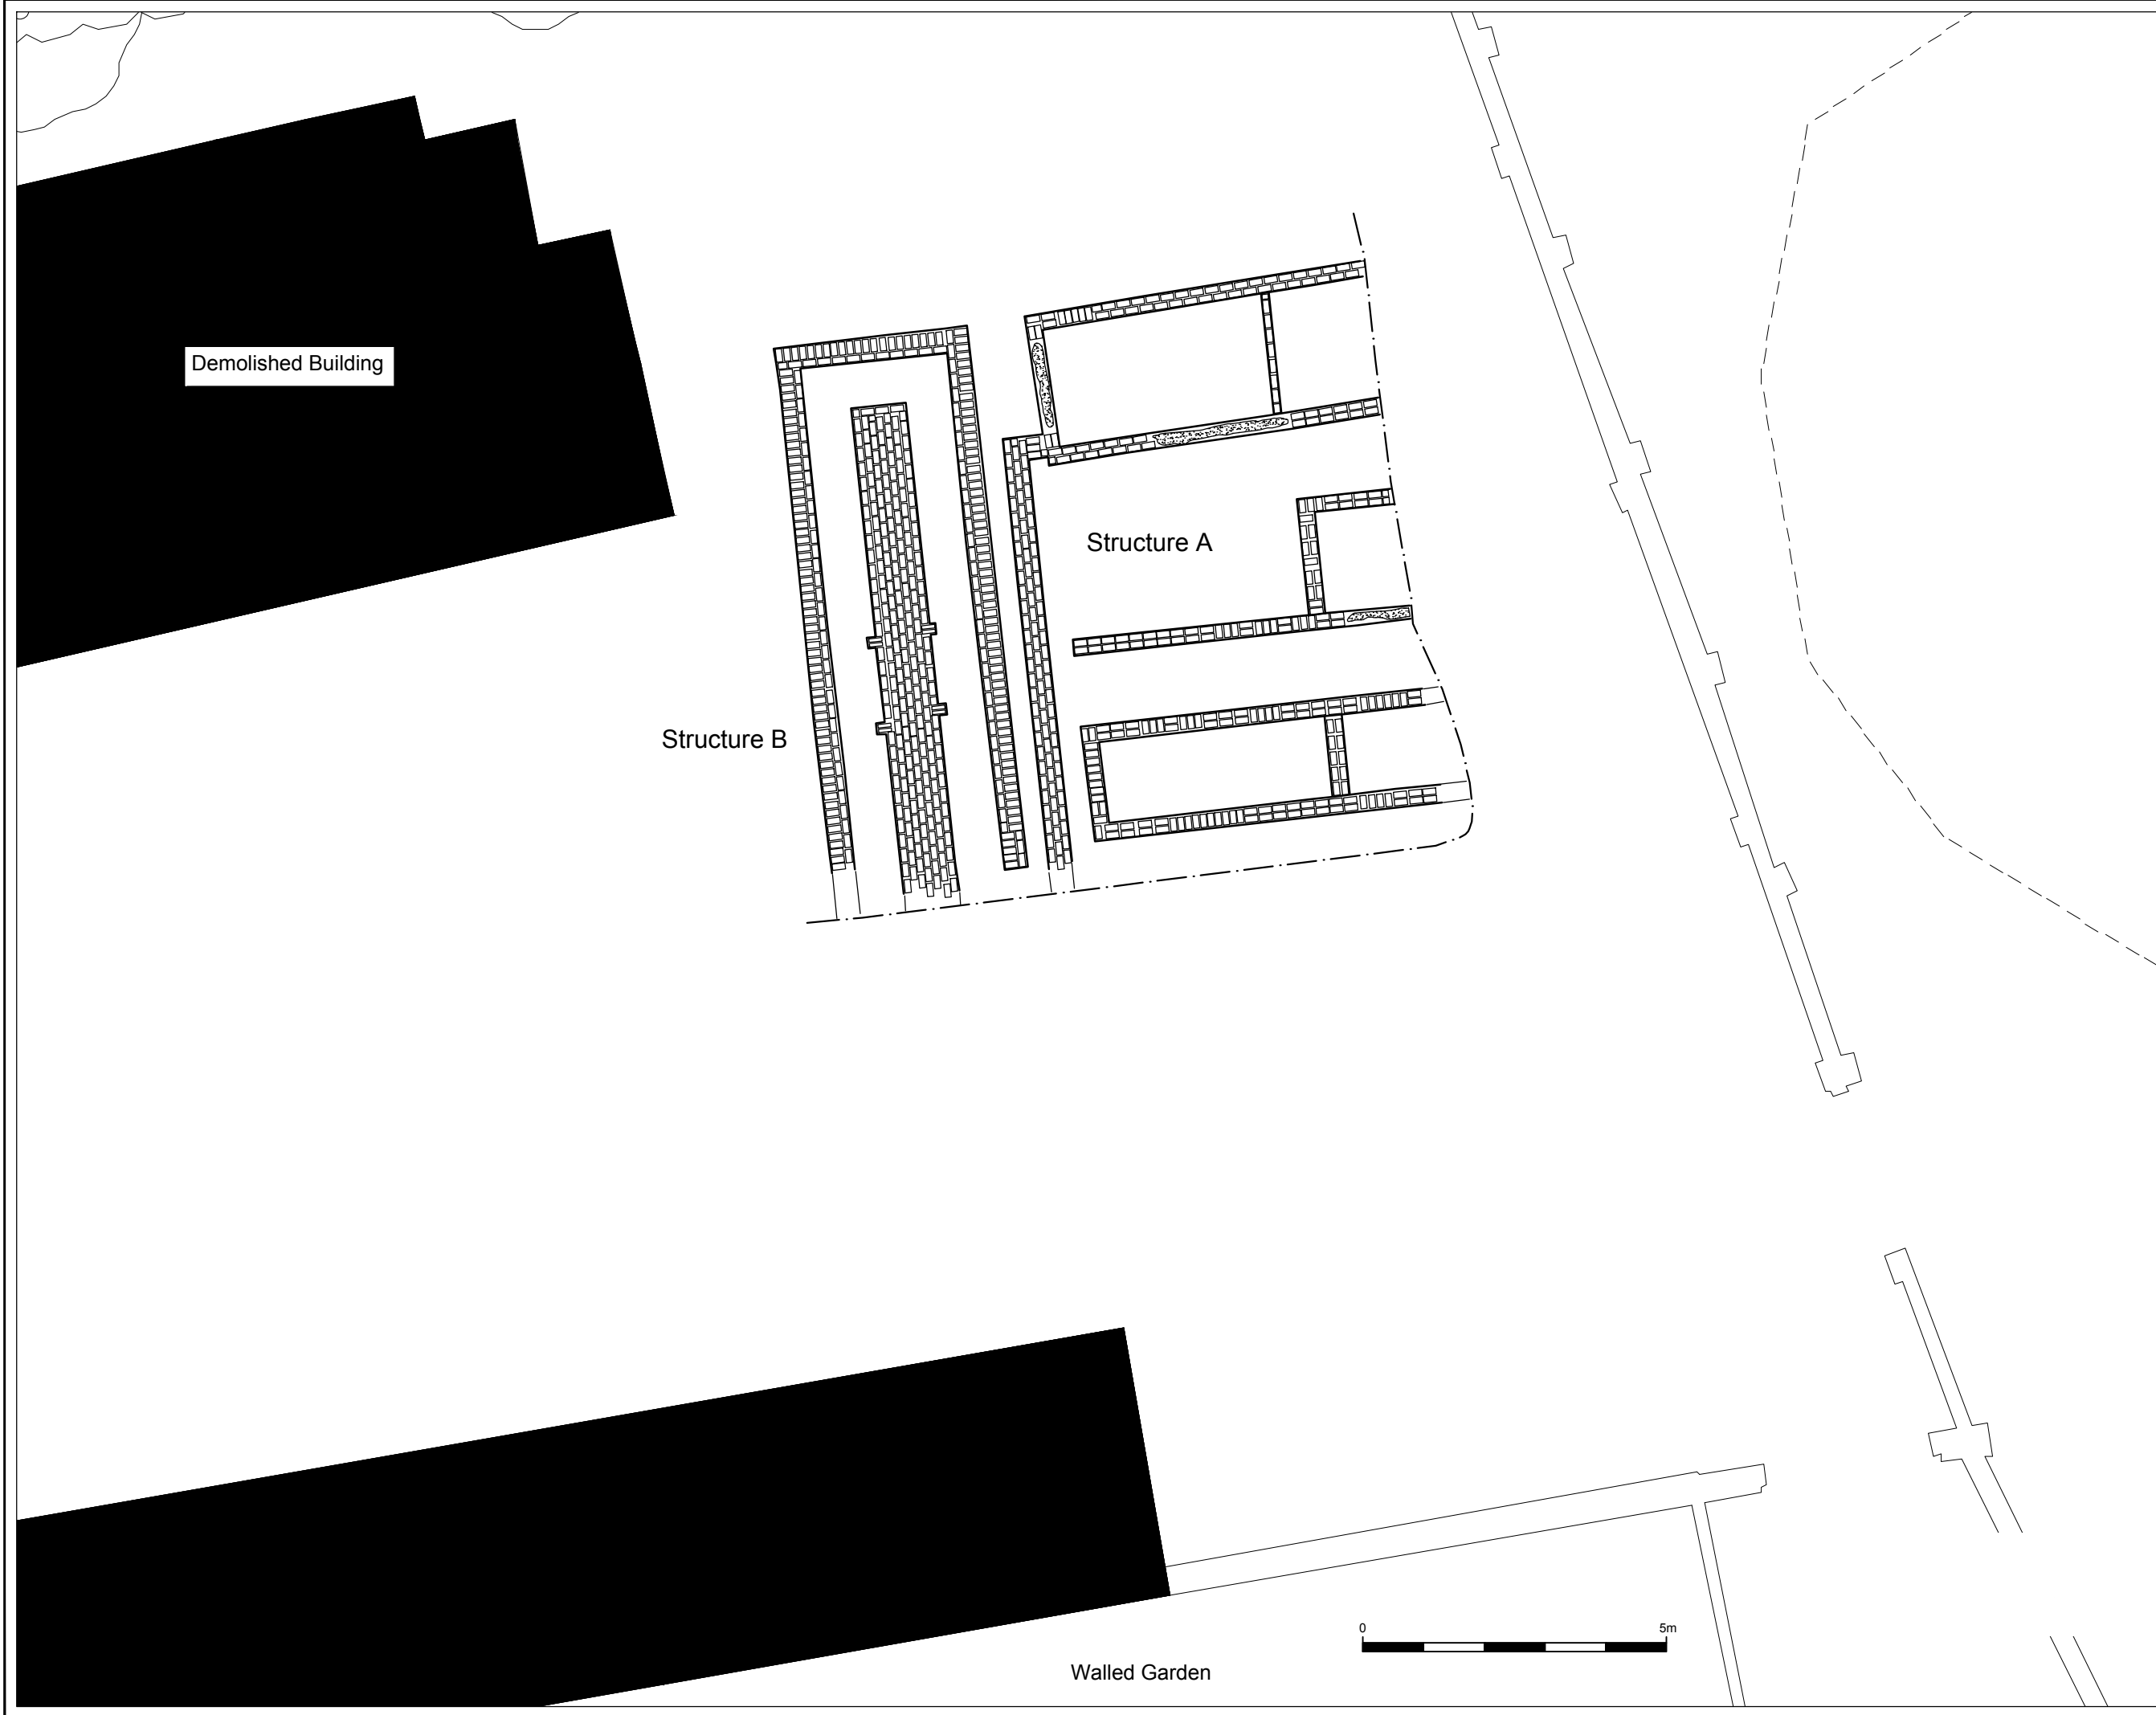 Demolished Building
Structure A
Structure B
0 5m
Walled Garden